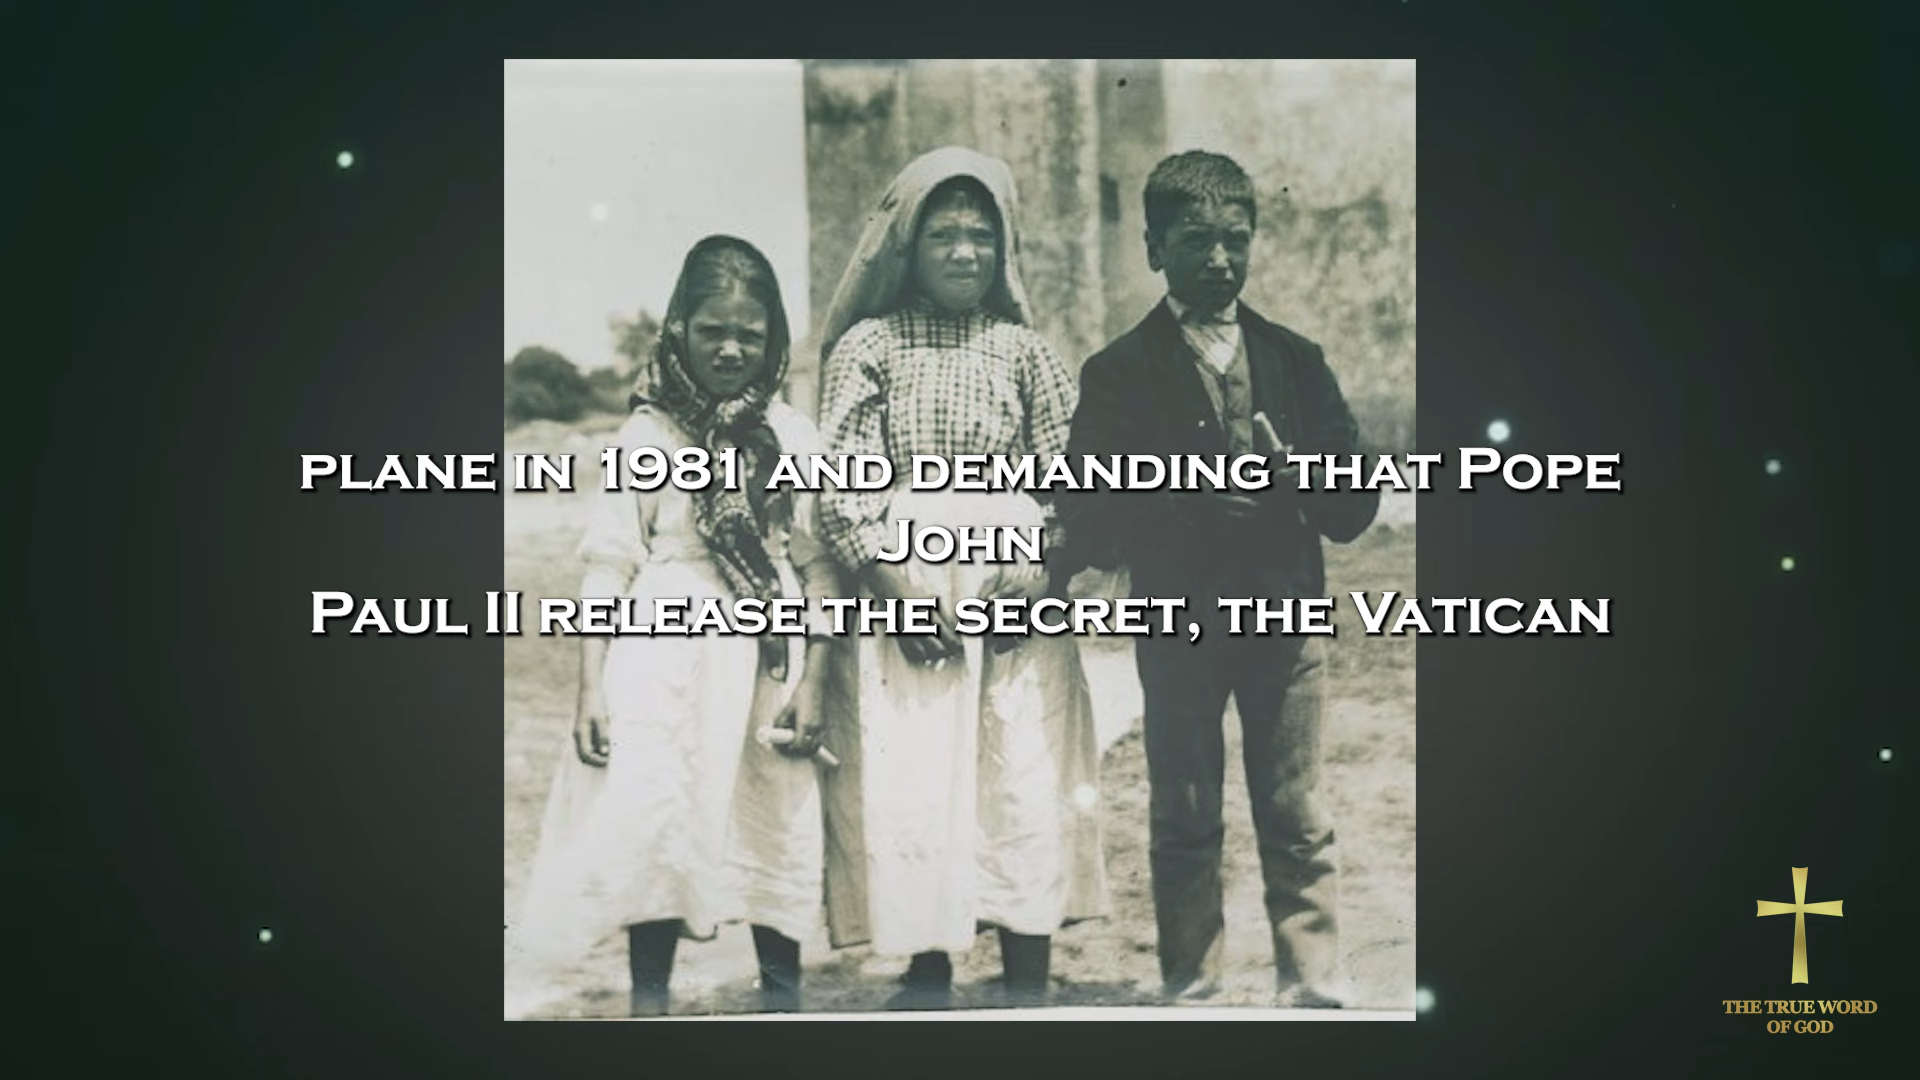 plane in 1981 and demanding that Pope
John
Paul II release the secret, the Vatican
THE TRUE WORD
OF GOD